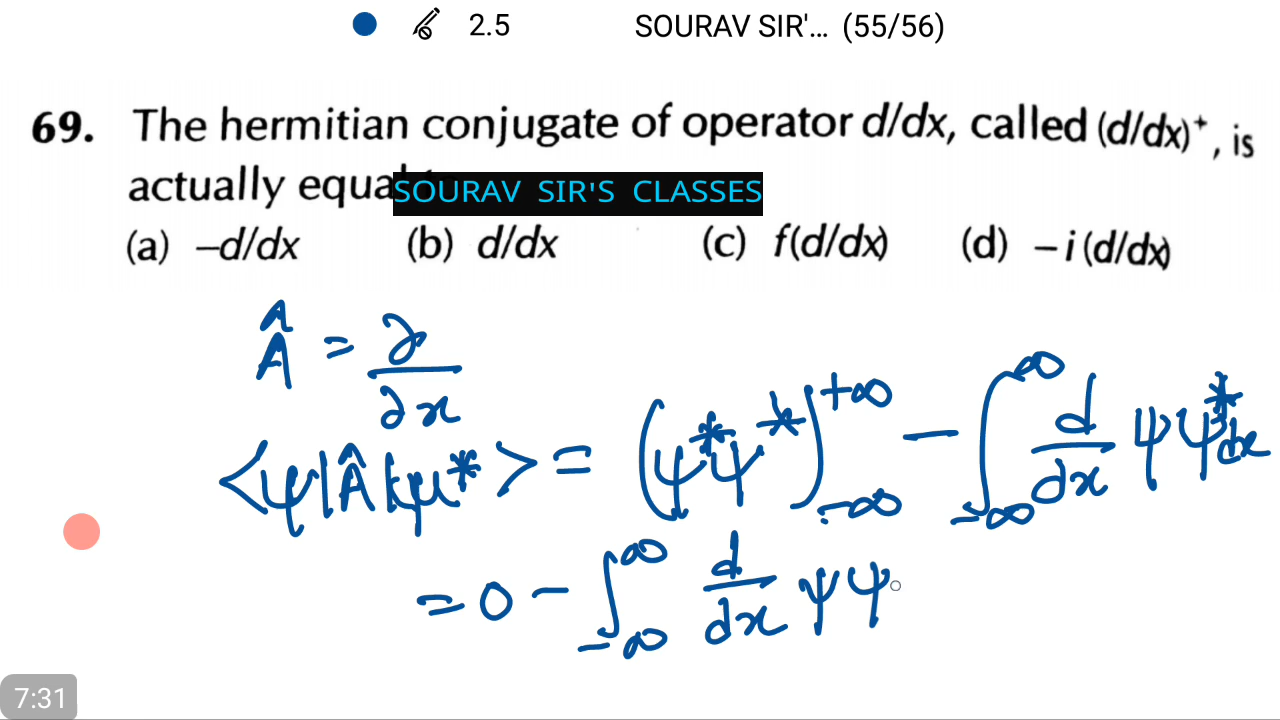 2.5 SOURAV SIR'... (55/56)
69. The hermitian conjugate of operator d/dx, called (d/dx)⁺, is
actually equal
SOURAV SIR'S CLASSES
(a) –d/dx (b) d/dx (c) f(d/dx) (d) – i (d/dx)
Â = ∂/∂x
<ψ|Â|ψ*> = (ψ*ψ*)₋∞⁺∞ – ∫₋∞^∞ d/dx ψψ* dx
= 0 – ∫₋∞^∞ d/dx ψψ
7:31